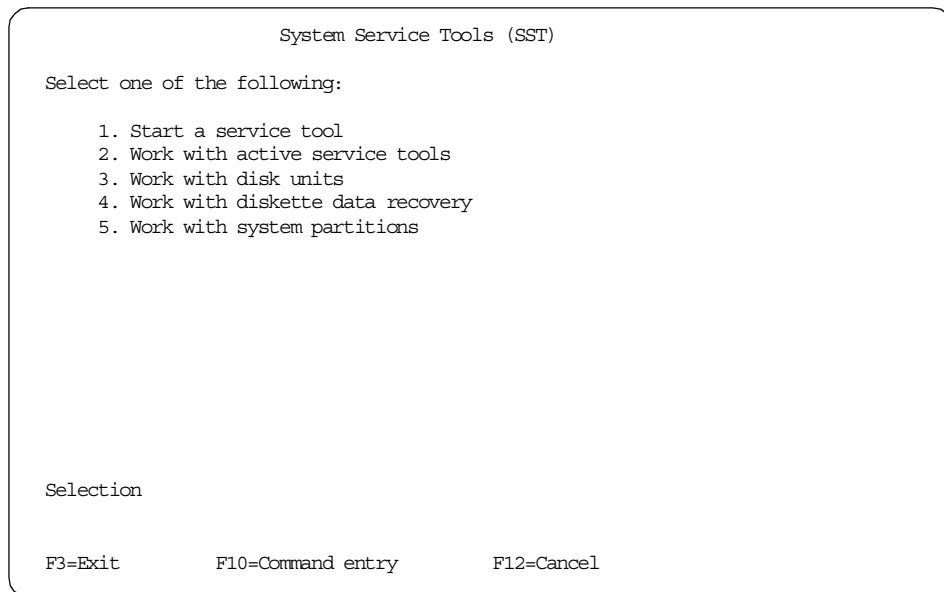 System Service Tools (SST)
Select one of the following:
1. Start a service tool
2. Work with active service tools
3. Work with disk units
4. Work with diskette data recovery
5. Work with system partitions
Selection
F3=Exit F10=Command entry F12=Cancel